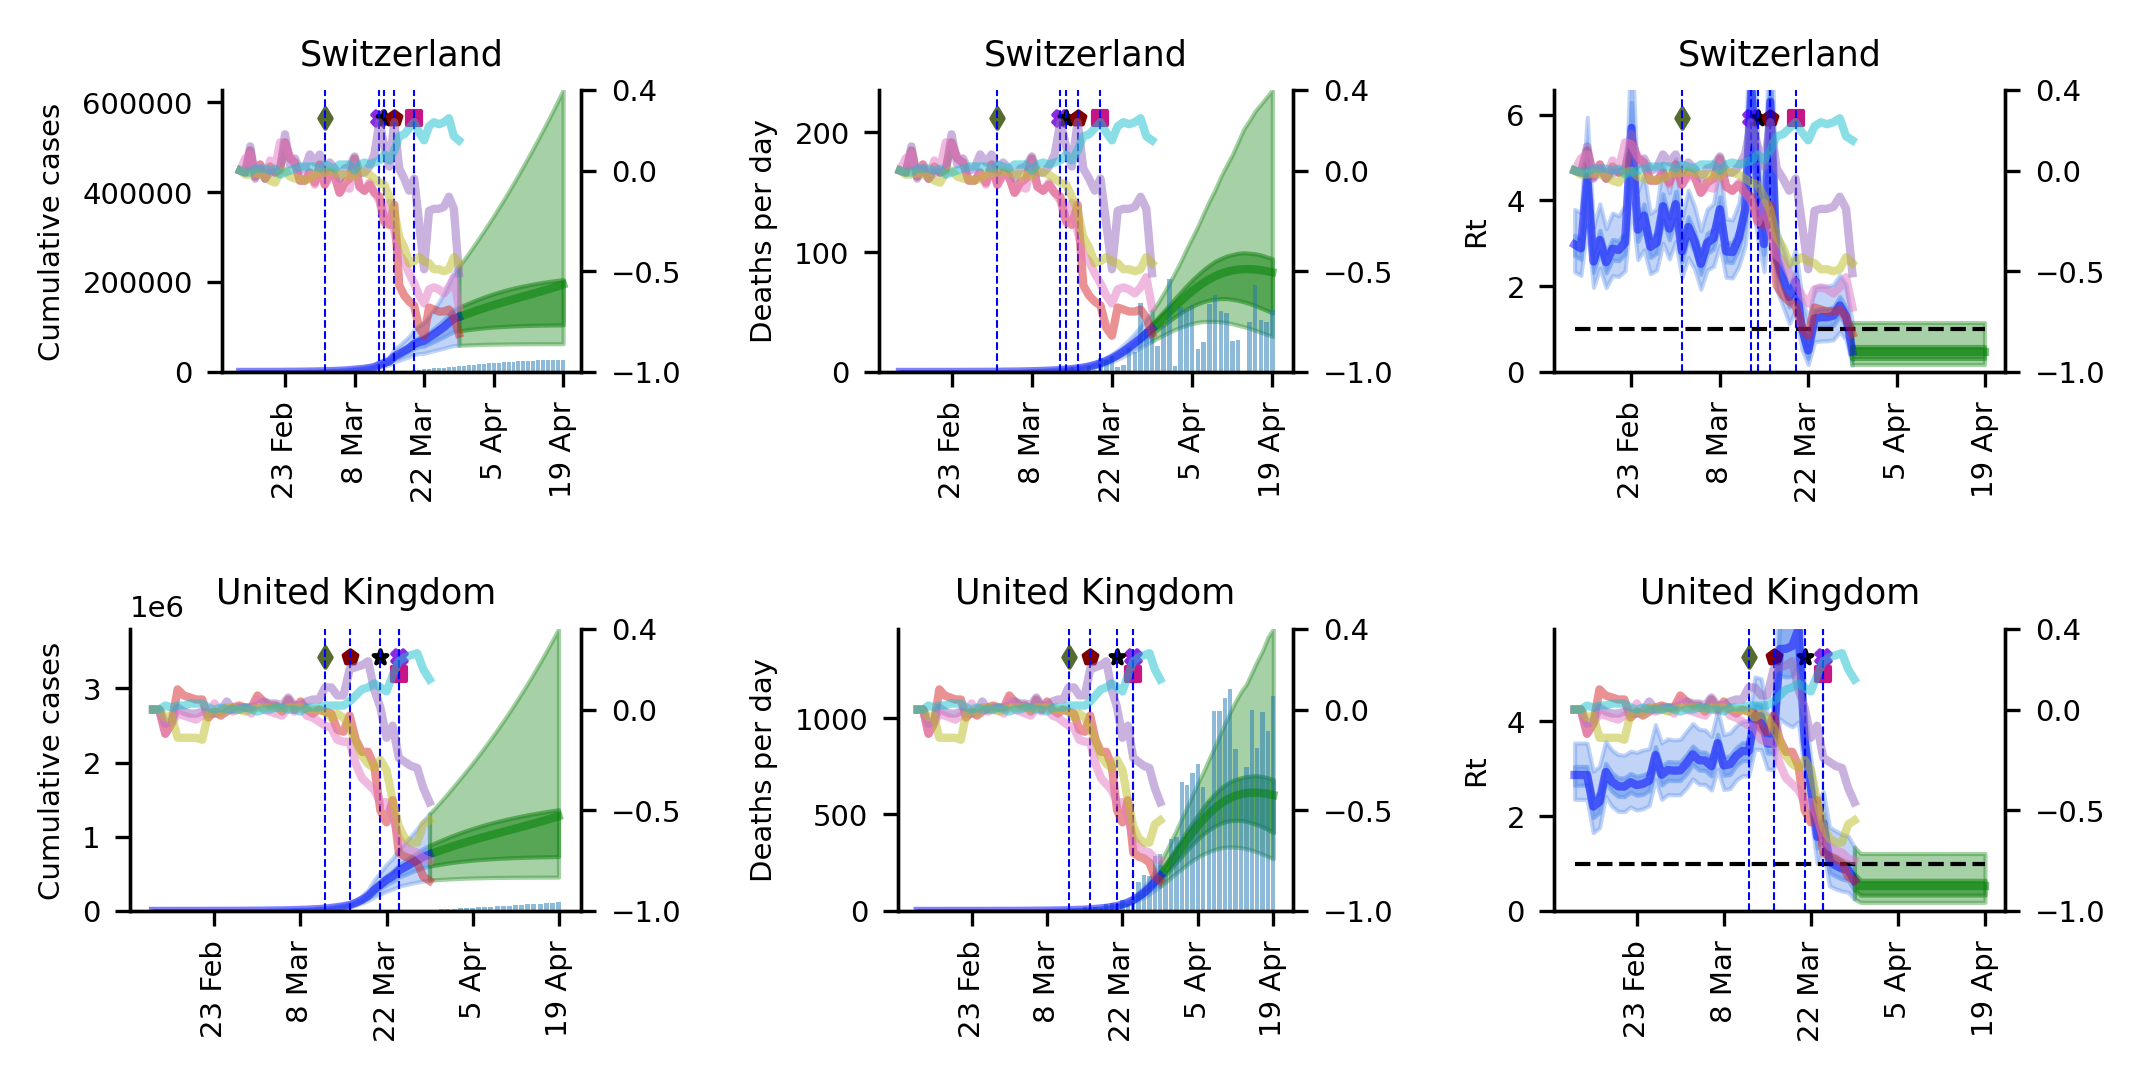 Switzerland
Cumulative cases
600000
400000
200000
0
0.4
0.0
−0.5
−1.0
23 Feb
8 Mar
22 Mar
5 Apr
19 Apr
Switzerland
Deaths per day
200
100
0
0.4
0.0
−0.5
−1.0
23 Feb
8 Mar
22 Mar
5 Apr
19 Apr
Switzerland
Rt
6
4
2
0
0.4
0.0
−0.5
−1.0
23 Feb
8 Mar
22 Mar
5 Apr
19 Apr
United Kingdom
1e6
Cumulative cases
3
2
1
0
0.4
0.0
−0.5
−1.0
23 Feb
8 Mar
22 Mar
5 Apr
19 Apr
United Kingdom
Deaths per day
1000
500
0
0.4
0.0
−0.5
−1.0
23 Feb
8 Mar
22 Mar
5 Apr
19 Apr
United Kingdom
Rt
4
2
0
0.4
0.0
−0.5
−1.0
23 Feb
8 Mar
22 Mar
5 Apr
19 Apr